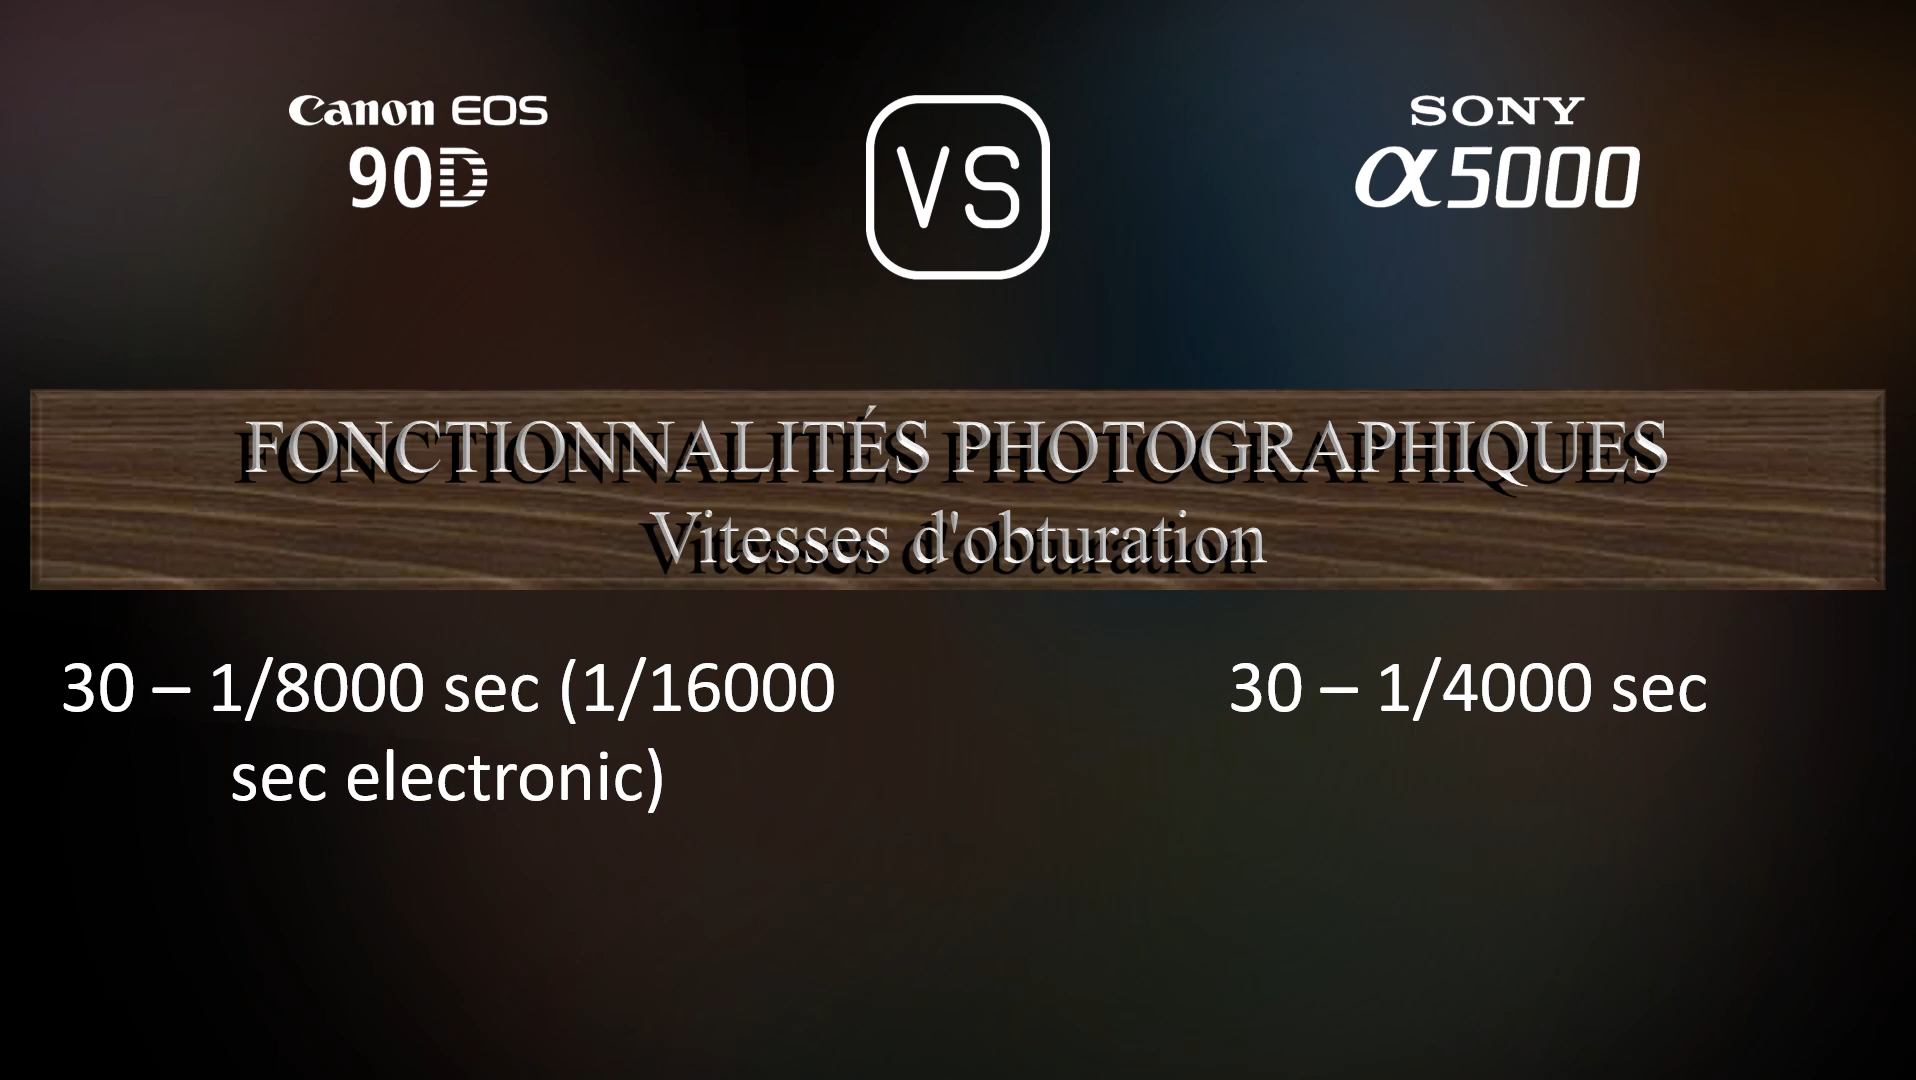 Canon EOS
90D
VS
SONY
α5000
FONCTIONNALITÉS PHOTOGRAPHIQUES
Vitesses d'obturation
30 – 1/8000 sec (1/16000
sec electronic)
30 – 1/4000 sec